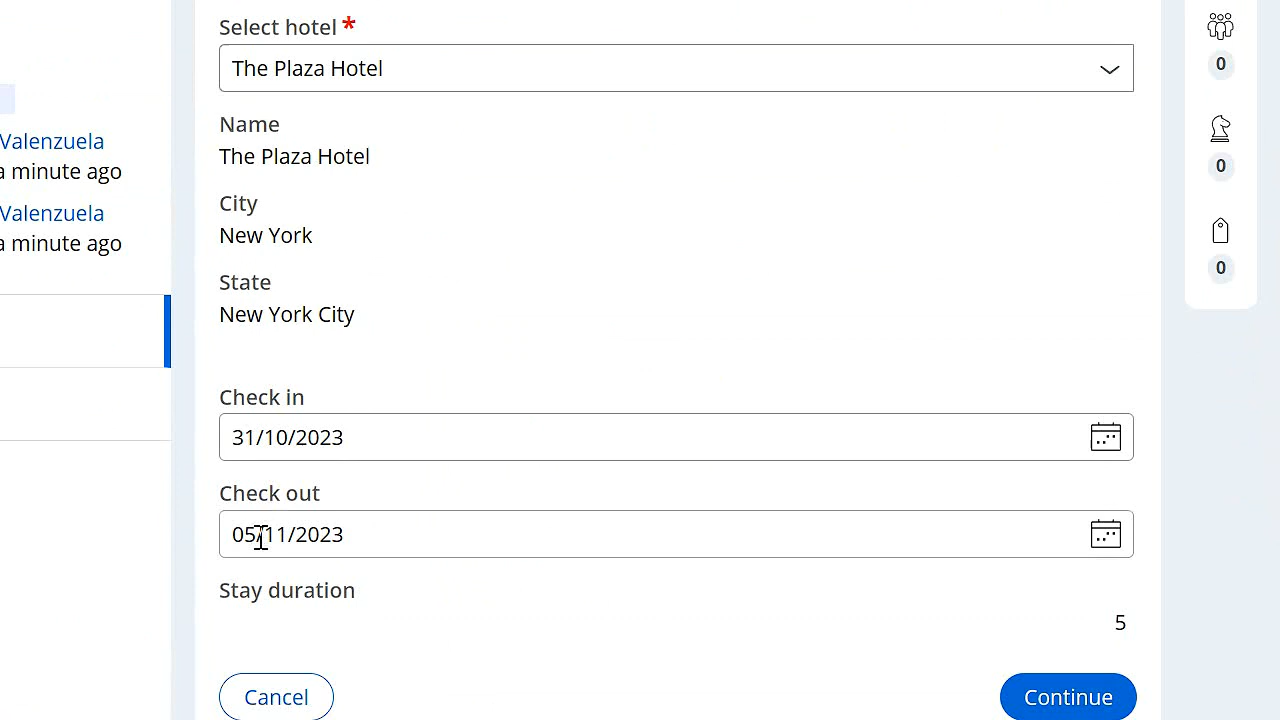 Select hotel *
The Plaza Hotel
Name
The Plaza Hotel
City
New York
State
New York City
Check in
31/10/2023
Check out
05/11/2023
Stay duration
5
Cancel
Continue
Valenzuela
a minute ago
Valenzuela
a minute ago
0
0
0